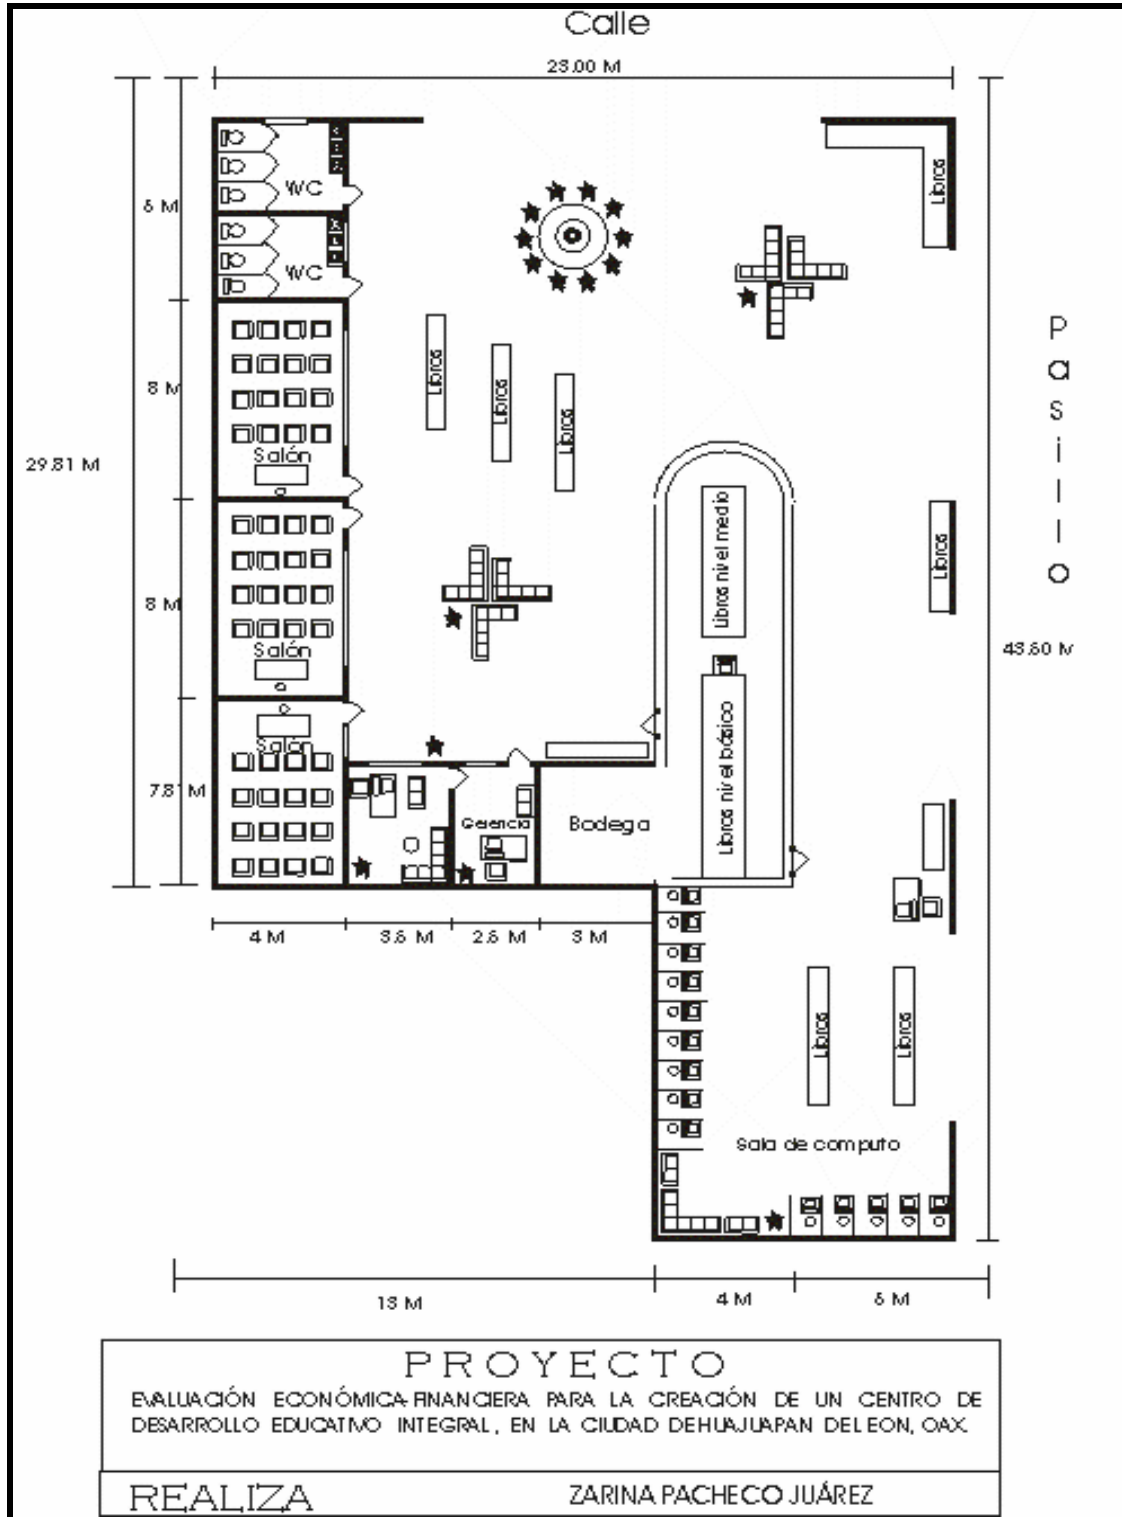 Calle
23.00 M
Libros
WC
6 M
WC
Pasillo
Libros
Libros
Libros
8 M
Salón
29.81 M
Libros nivel medio
Libros
8 M
Salón
43.60 M
Salón
7.81 M
Libros nivel básico
Gerencia
Bodega
4 M
3.5 M
2.5 M
3 M
Libros
Libros
Sala de computo
13 M
4 M
6 M
PROYECTO
EVALUACIÓN ECONÓMICA-FINANCIERA PARA LA CREACIÓN DE UN CENTRO DE
DESARROLLO EDUCATIVO INTEGRAL, EN LA CIUDAD DEHUAJUAPAN DELEON, OAX.
REALIZA
ZARINA PACHECO JUÁREZ